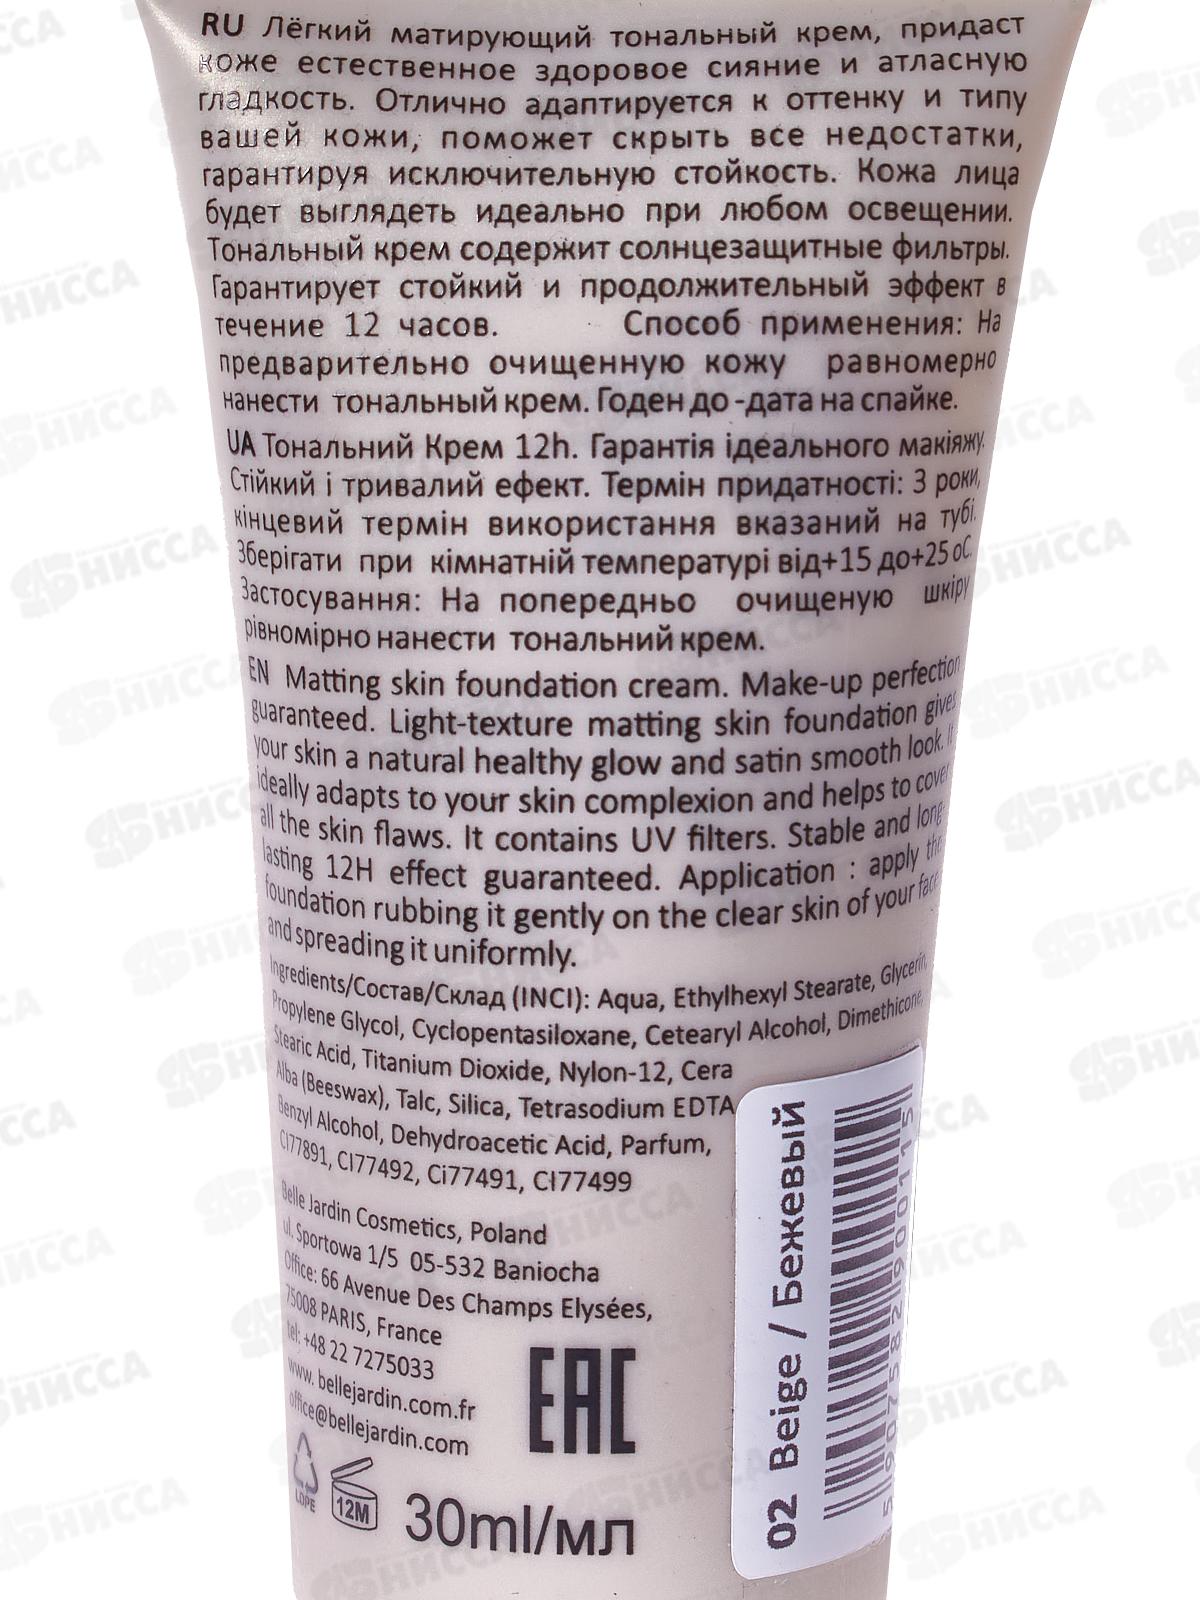 RU Лёгкий матирующий тональный крем, придаст
коже естественное здоровое сияние и атласную
гладкость. Отлично адаптируется к оттенку и типу
вашей кожи, поможет скрыть все недостатки,
гарантируя исключительную стойкость. Кожа лица
будет выглядеть идеально при любом освещении.
Тональный крем содержит солнцезащитные фильтры.
Гарантирует стойкий и продолжительный эффект в
течение 12 часов. Способ применения: На
предварительно очищенную кожу равномерно
нанести тональный крем. Годен до -дата на спайке.
UA Тональний Крем 12h. Гарантія ідеального макіяжу.
Стійкий і тривалий ефект. Термін придатності: 3 роки,
кінцевий термін використання вказаний на тубі.
Зберігати при кімнатній температурі від+15 до+25 oC.
Застосування: На попередньо очищеную шкіру
рівномірно нанести тональний крем.
EN Matting skin foundation cream. Make-up perfection
guaranteed. Light-texture matting skin foundation gives
your skin a natural healthy glow and satin smooth look. It
ideally adapts to your skin complexion and helps to cover
all the skin flaws. It contains UV filters. Stable and long-
lasting 12H effect guaranteed. Application : apply the
foundation rubbing it gently on the clear skin of your face
and spreading it uniformly.
Ingredients/Состав/Склад (INCI): Aqua, Ethylhexyl Stearate, Glycerin,
Propylene Glycol, Cyclopentasiloxane, Cetearyl Alcohol, Dimethicone,
Stearic Acid, Titanium Dioxide, Nylon-12, Cera
Alba (Beeswax), Talc, Silica, Tetrasodium EDTA
Benzyl Alcohol, Dehydroacetic Acid, Parfum,
CI77891, CI77492, Ci77491, CI77499
Belle Jardin Cosmetics, Poland
ul. Sportowa 1/5 05-532 Baniocha
Office: 66 Avenue Des Champs Elysées,
75008 PARIS, France
tel: +48 22 7275033
www. bellejardin.com.fr
office@bellejardin.com
EAC
LDPE
12M
30ml/мл
02 Beige / Бежевый
5907582900115
НИССА